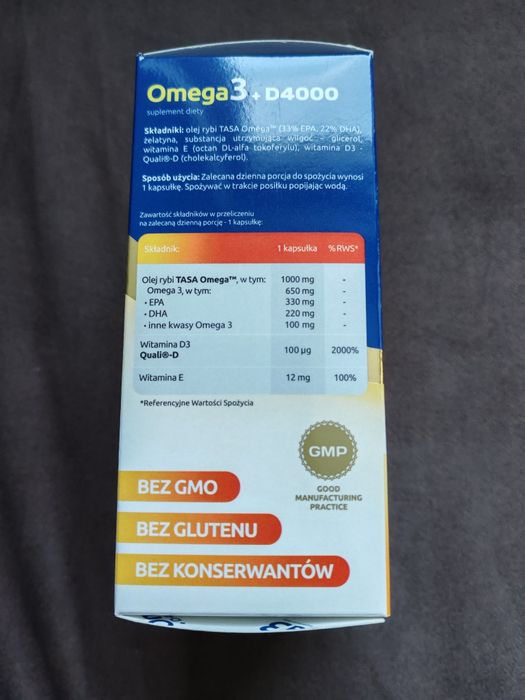 Omega3 + D4000
suplement diety
Składniki: olej rybi TASA Omega™ (33% EPA, 22% DHA),
żelatyna, substancja utrzymująca wilgoć - glicerol,
witamina E (octan DL-alfa tokoferylu), witamina D3 -
Quali®-D (cholekalcyferol).
Sposób użycia: Zalecana dzienna porcja do spożycia wynosi
1 kapsułkę. Spożywać w trakcie posiłku popijając wodą.
Zawartość składników w przeliczeniu
na zalecaną dzienną porcję - 1 kapsułkę:
Składnik: 1 kapsułka %RWS*
Olej rybi TASA Omega™, w tym: 1000 mg -
Omega 3, w tym: 650 mg -
• EPA 330 mg -
• DHA 220 mg -
• inne kwasy Omega 3 100 mg -
Witamina D3
Quali®-D 100 µg 2000%
Witamina E 12 mg 100%
*Referencyjne Wartości Spożycia
GMP
GOOD
MANUFACTURING
PRACTICE
BEZ GMO
BEZ GLUTENU
BEZ KONSERWANTÓW